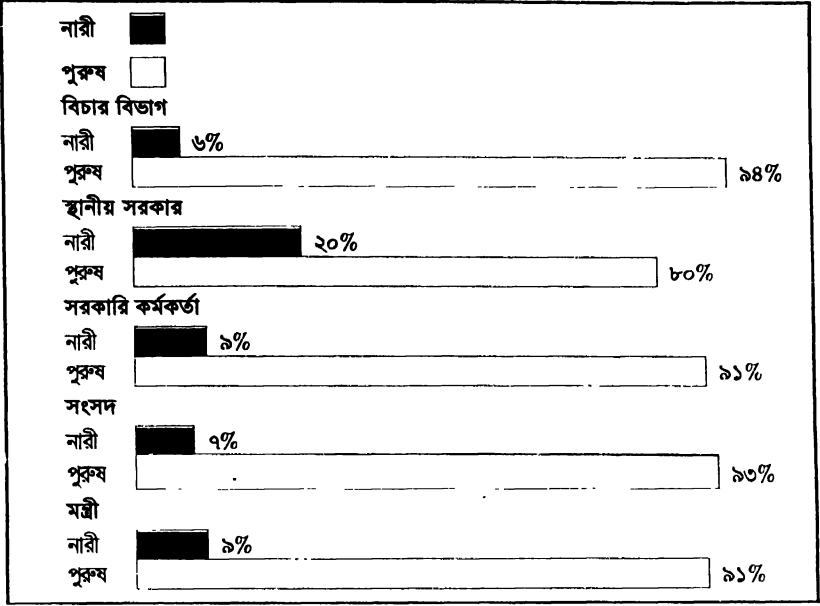 নারী
পুরুষ
বিচার বিভাগ
নারী ৬%
পুরুষ ৯৪%
স্থানীয় সরকার
নারী ২০%
পুরুষ ৮০%
সরকারি কর্মকর্তা
নারী ৯%
পুরুষ ৯১%
সংসদ
নারী ৭%
পুরুষ ৯৩%
মন্ত্রী
নারী ৯%
পুরুষ ৯১%